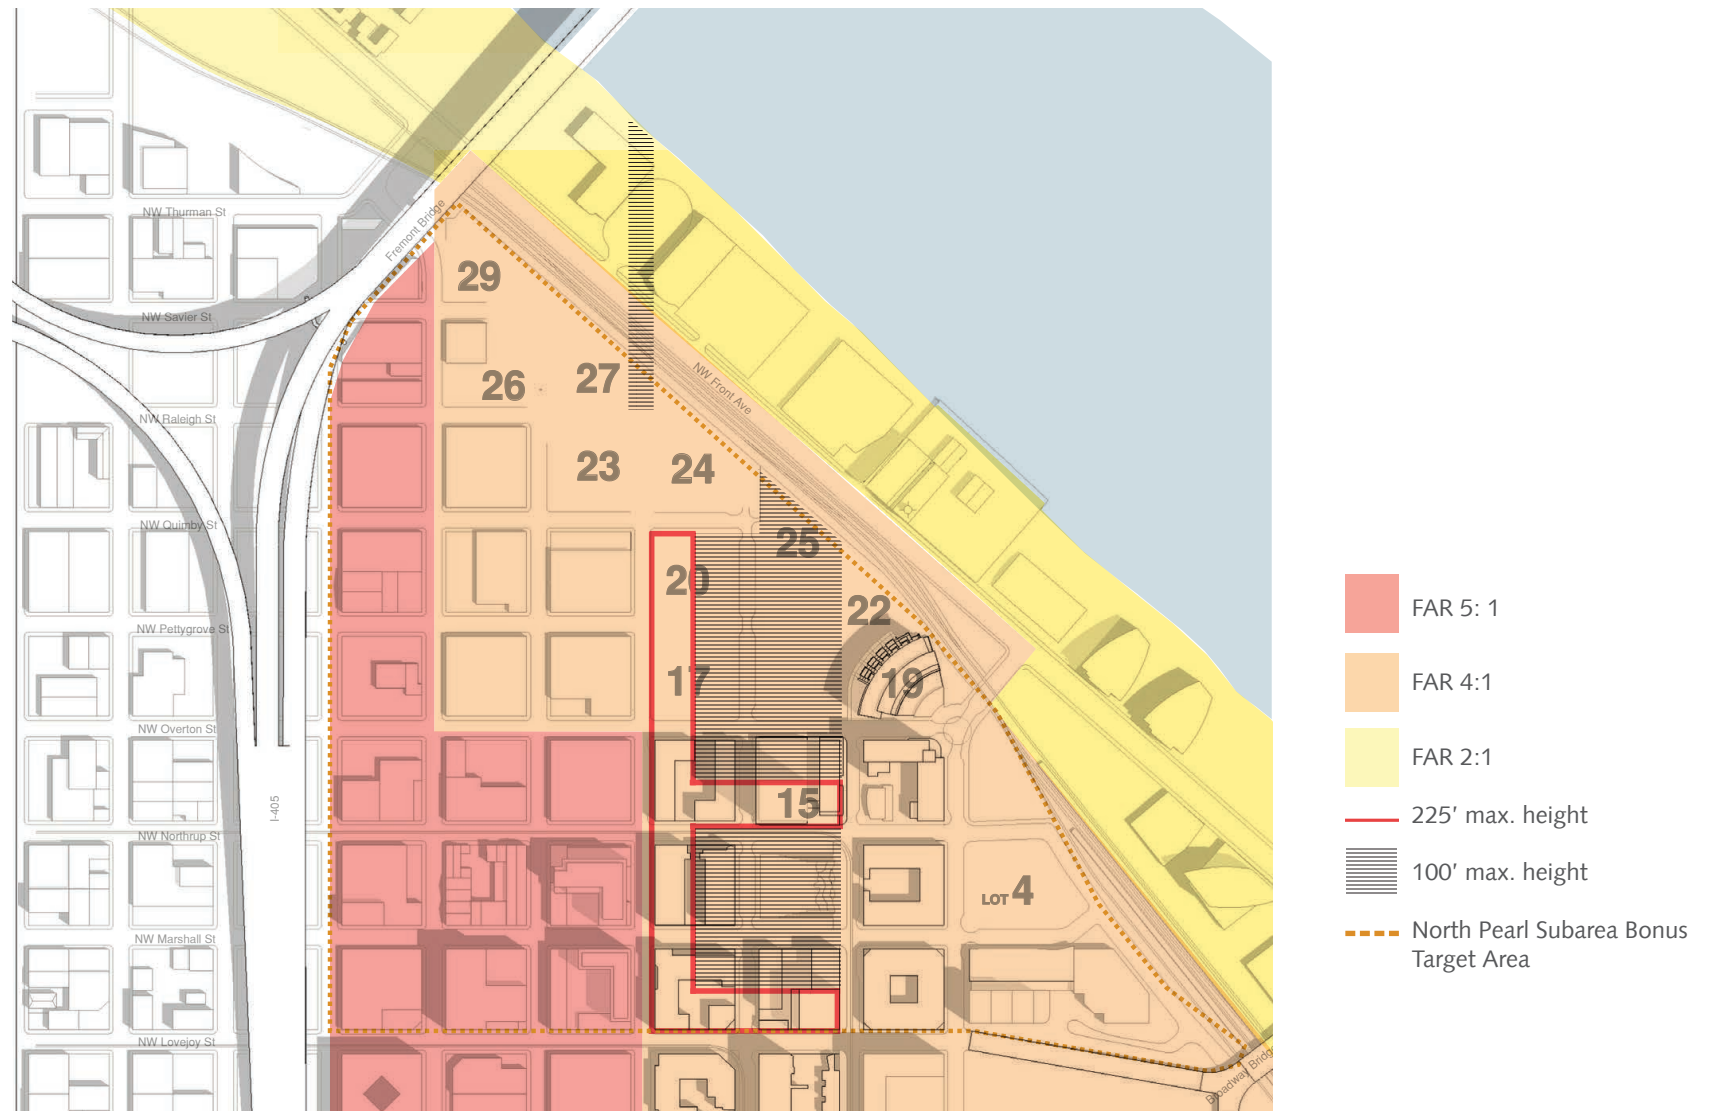 NW Thurman St
Fremont Bridge
29
NW Savier St
26
27
NW Front Ave
NW Raleigh St
23
24
NW Quimby St
25
20
22
NW Pettygrove St
17
19
NW Overton St
I-405
15
NW Northrup St
LOT 4
NW Marshall St
NW Lovejoy St
Broadway Bridge
FAR 5: 1
FAR 4:1
FAR 2:1
225' max. height
100' max. height
North Pearl Subarea Bonus
Target Area